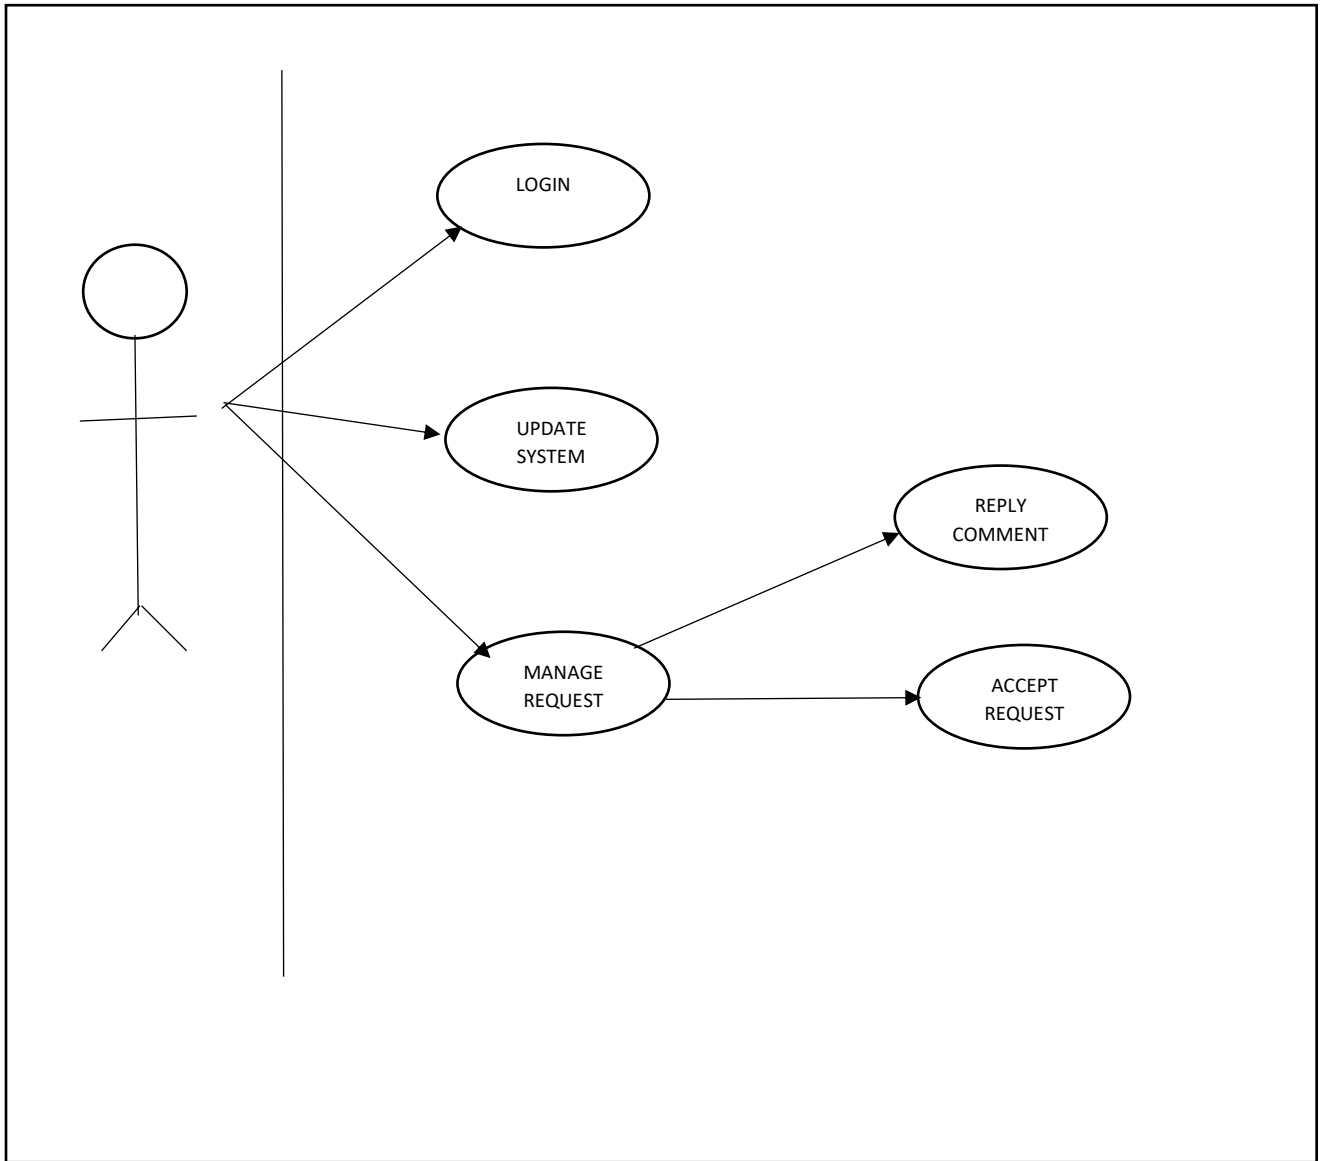 LOGIN
UPDATE
SYSTEM
REPLY
COMMENT
MANAGE
REQUEST
ACCEPT
REQUEST